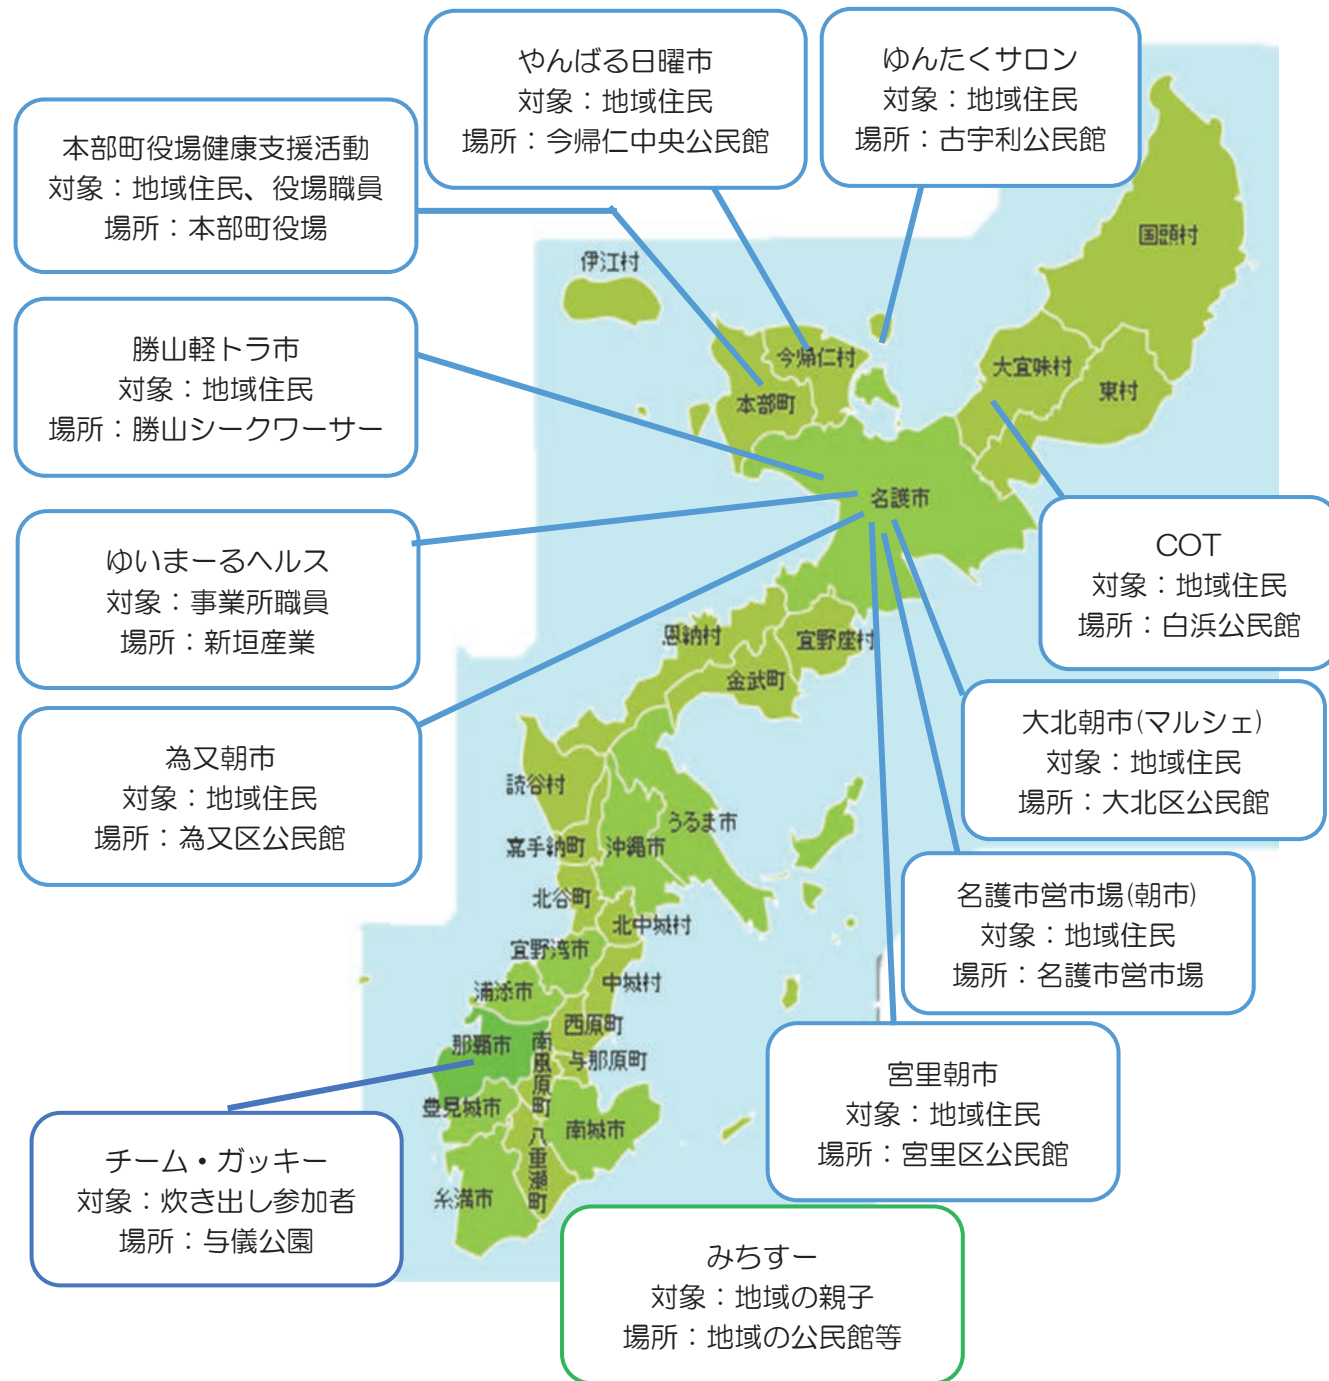 やんばる日曜市
対象：地域住民
場所：今帰仁中央公民館
ゆんたくサロン
対象：地域住民
場所：古宇利公民館
本部町役場健康支援活動
対象：地域住民、役場職員
場所：本部町役場
勝山軽トラ市
対象：地域住民
場所：勝山シークワーサー
ゆいまーるヘルス
対象：事業所職員
場所：新垣産業
為又朝市
対象：地域住民
場所：為又区公民館
COT
対象：地域住民
場所：白浜公民館
大北朝市(マルシェ)
対象：地域住民
場所：大北区公民館
名護市営市場(朝市)
対象：地域住民
場所：名護市営市場
宮里朝市
対象：地域住民
場所：宮里区公民館
チーム・ガッキー
対象：炊き出し参加者
場所：与儀公園
みちすー
対象：地域の親子
場所：地域の公民館等
国頭村
伊江村
今帰仁村
大宜味村
東村
本部町
名護市
恩納村
宜野座村
金武町
読谷村
うるま市
嘉手納町
沖縄市
北谷町
北中城村
宜野湾市
中城村
浦添市
西原町
那覇市
南風原町
与那原町
豊見城市
南城市
八重瀬町
糸満市